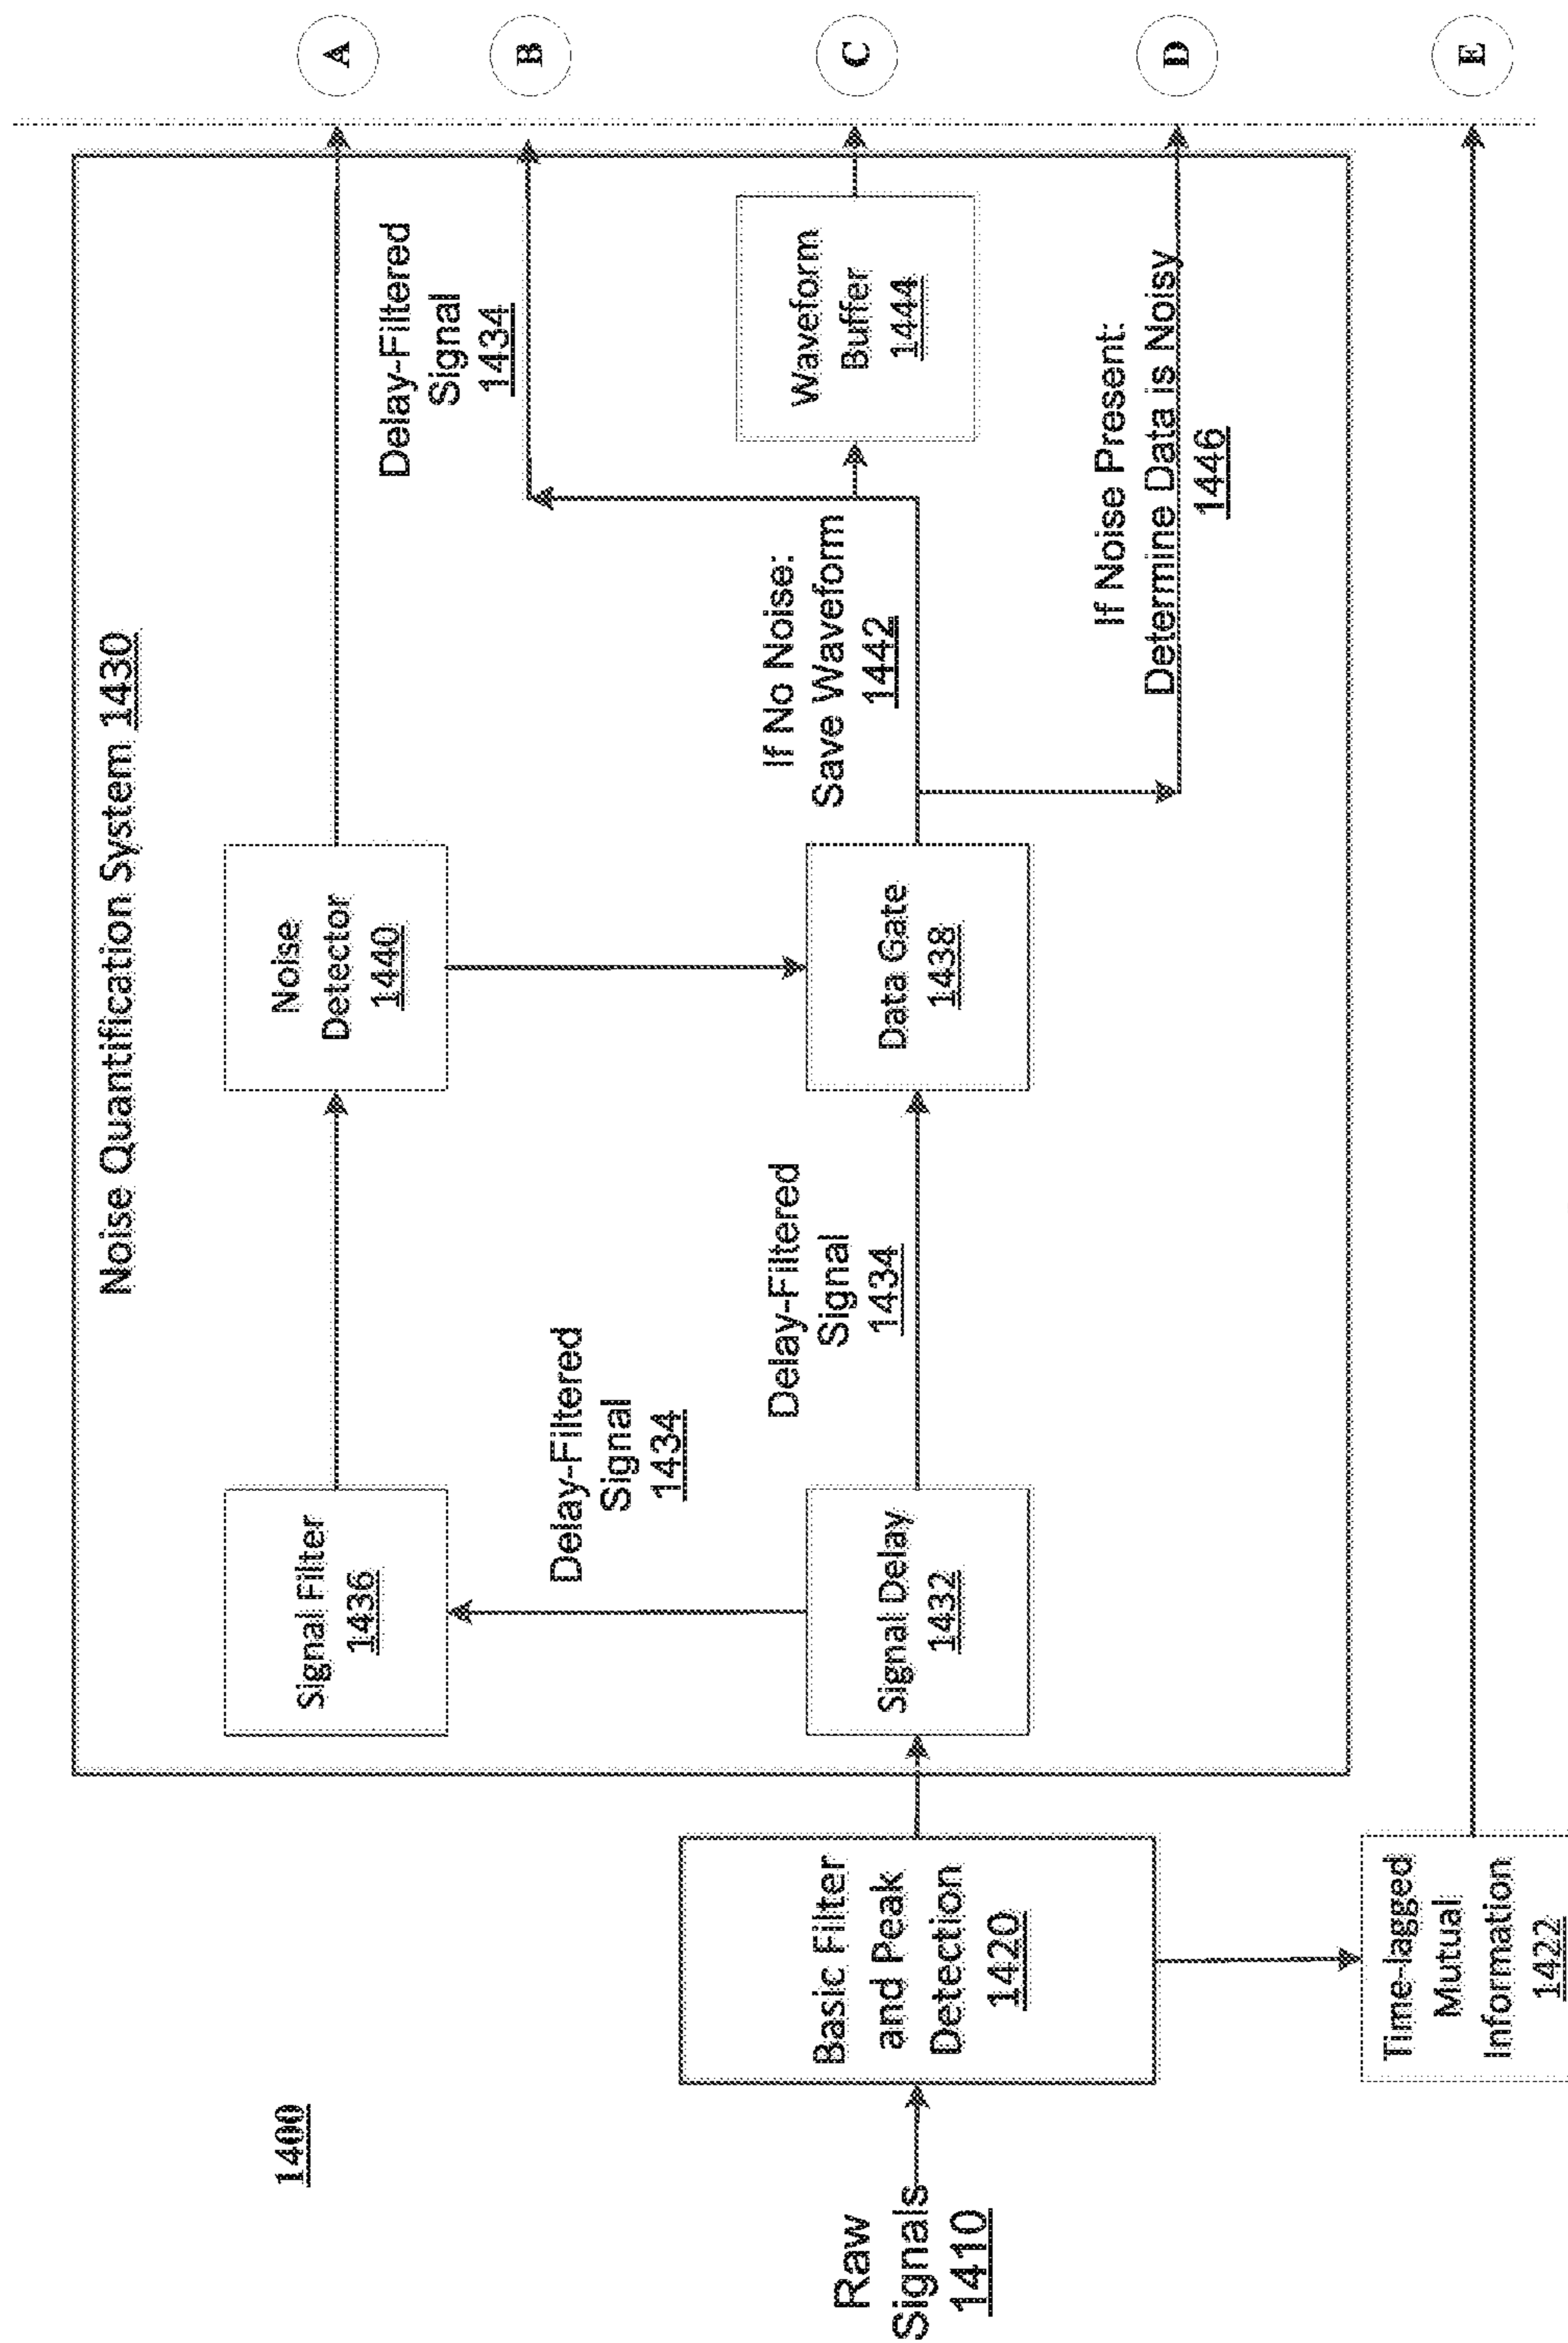 1400
Raw
Signals
1410
Basic Filter
and Peak
Detection
1420
Time-lagged
Mutual
Information
1422
Noise Quantification System 1430
Signal Filter
1436
Delay-Filtered
Signal
1434
Signal Delay
1432
Delay-Filtered
Signal
1434
Noise
Detector
1440
Data Gate
1438
If No Noise:
Save Waveform
1442
Delay-Filtered
Signal
1434
Waveform
Buffer
1444
If Noise Present:
Determine Data is Noisy
1446
A
B
C
D
E